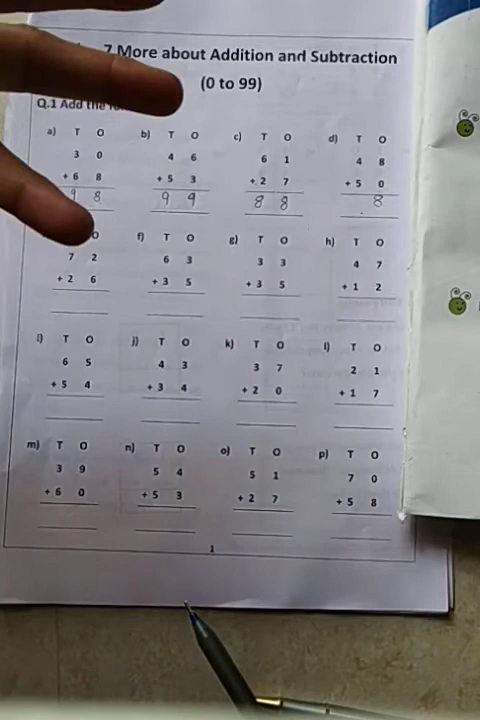 7 More about Addition and Subtraction
(0 to 99)
Q.1 Add the
a) T O b) T O c) T O d) T O
3 0 4 6 6 1 4 8
+ 6 8 + 5 3 + 2 7 + 5 0
9 8 9 9 8 8 8
O f) T O g) T O h) T O
7 2 6 3 3 3 4 7
+ 2 6 + 3 5 + 3 5 + 1 2
i) T O j) T O k) T O l) T O
6 5 4 3 3 7 2 1
+ 5 4 + 3 4 + 2 0 + 1 7
m) T O n) T O o) T O p) T O
3 9 5 4 5 1 7 0
+ 6 0 + 5 3 + 2 7 + 5 8
1